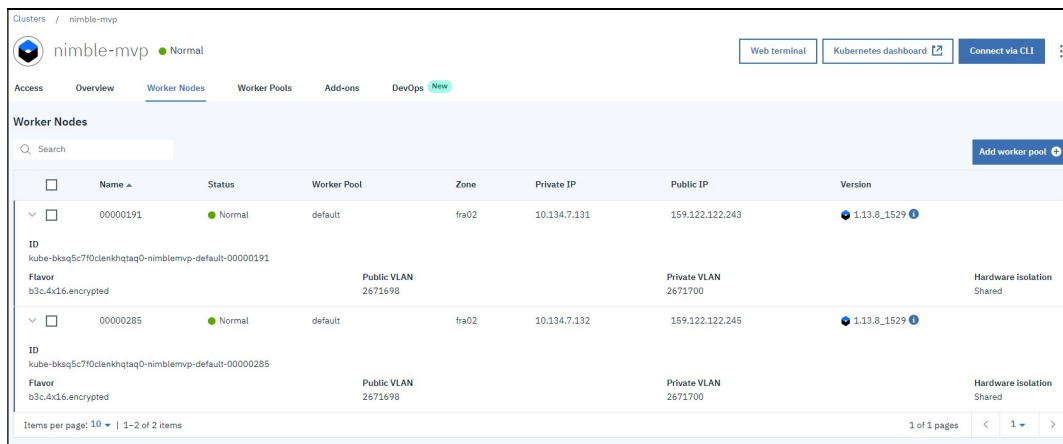 Clusters / nimble-mvp
nimble-mvp Normal Web terminal Kubernetes dashboard Connect via CLI
Access Overview Worker Nodes Worker Pools Add-ons DevOps New
Worker Nodes
Search Add worker pool
Name Status Worker Pool Zone Private IP Public IP Version
00000191 Normal default fra02 10.134.7.131 159.122.122.243 1.13.8_1529
ID
kube-bksq5c7f0clenkhqtaq0-nimblemvp-default-00000191
Flavor Public VLAN Private VLAN Hardware isolation
b3c.4x16.encrypted 2671698 2671700 Shared
00000285 Normal default fra02 10.134.7.132 159.122.122.245 1.13.8_1529
ID
kube-bksq5c7f0clenkhqtaq0-nimblemvp-default-00000285
Flavor Public VLAN Private VLAN Hardware isolation
b3c.4x16.encrypted 2671698 2671700 Shared
Items per page: 10 | 1–2 of 2 items 1 of 1 pages 1